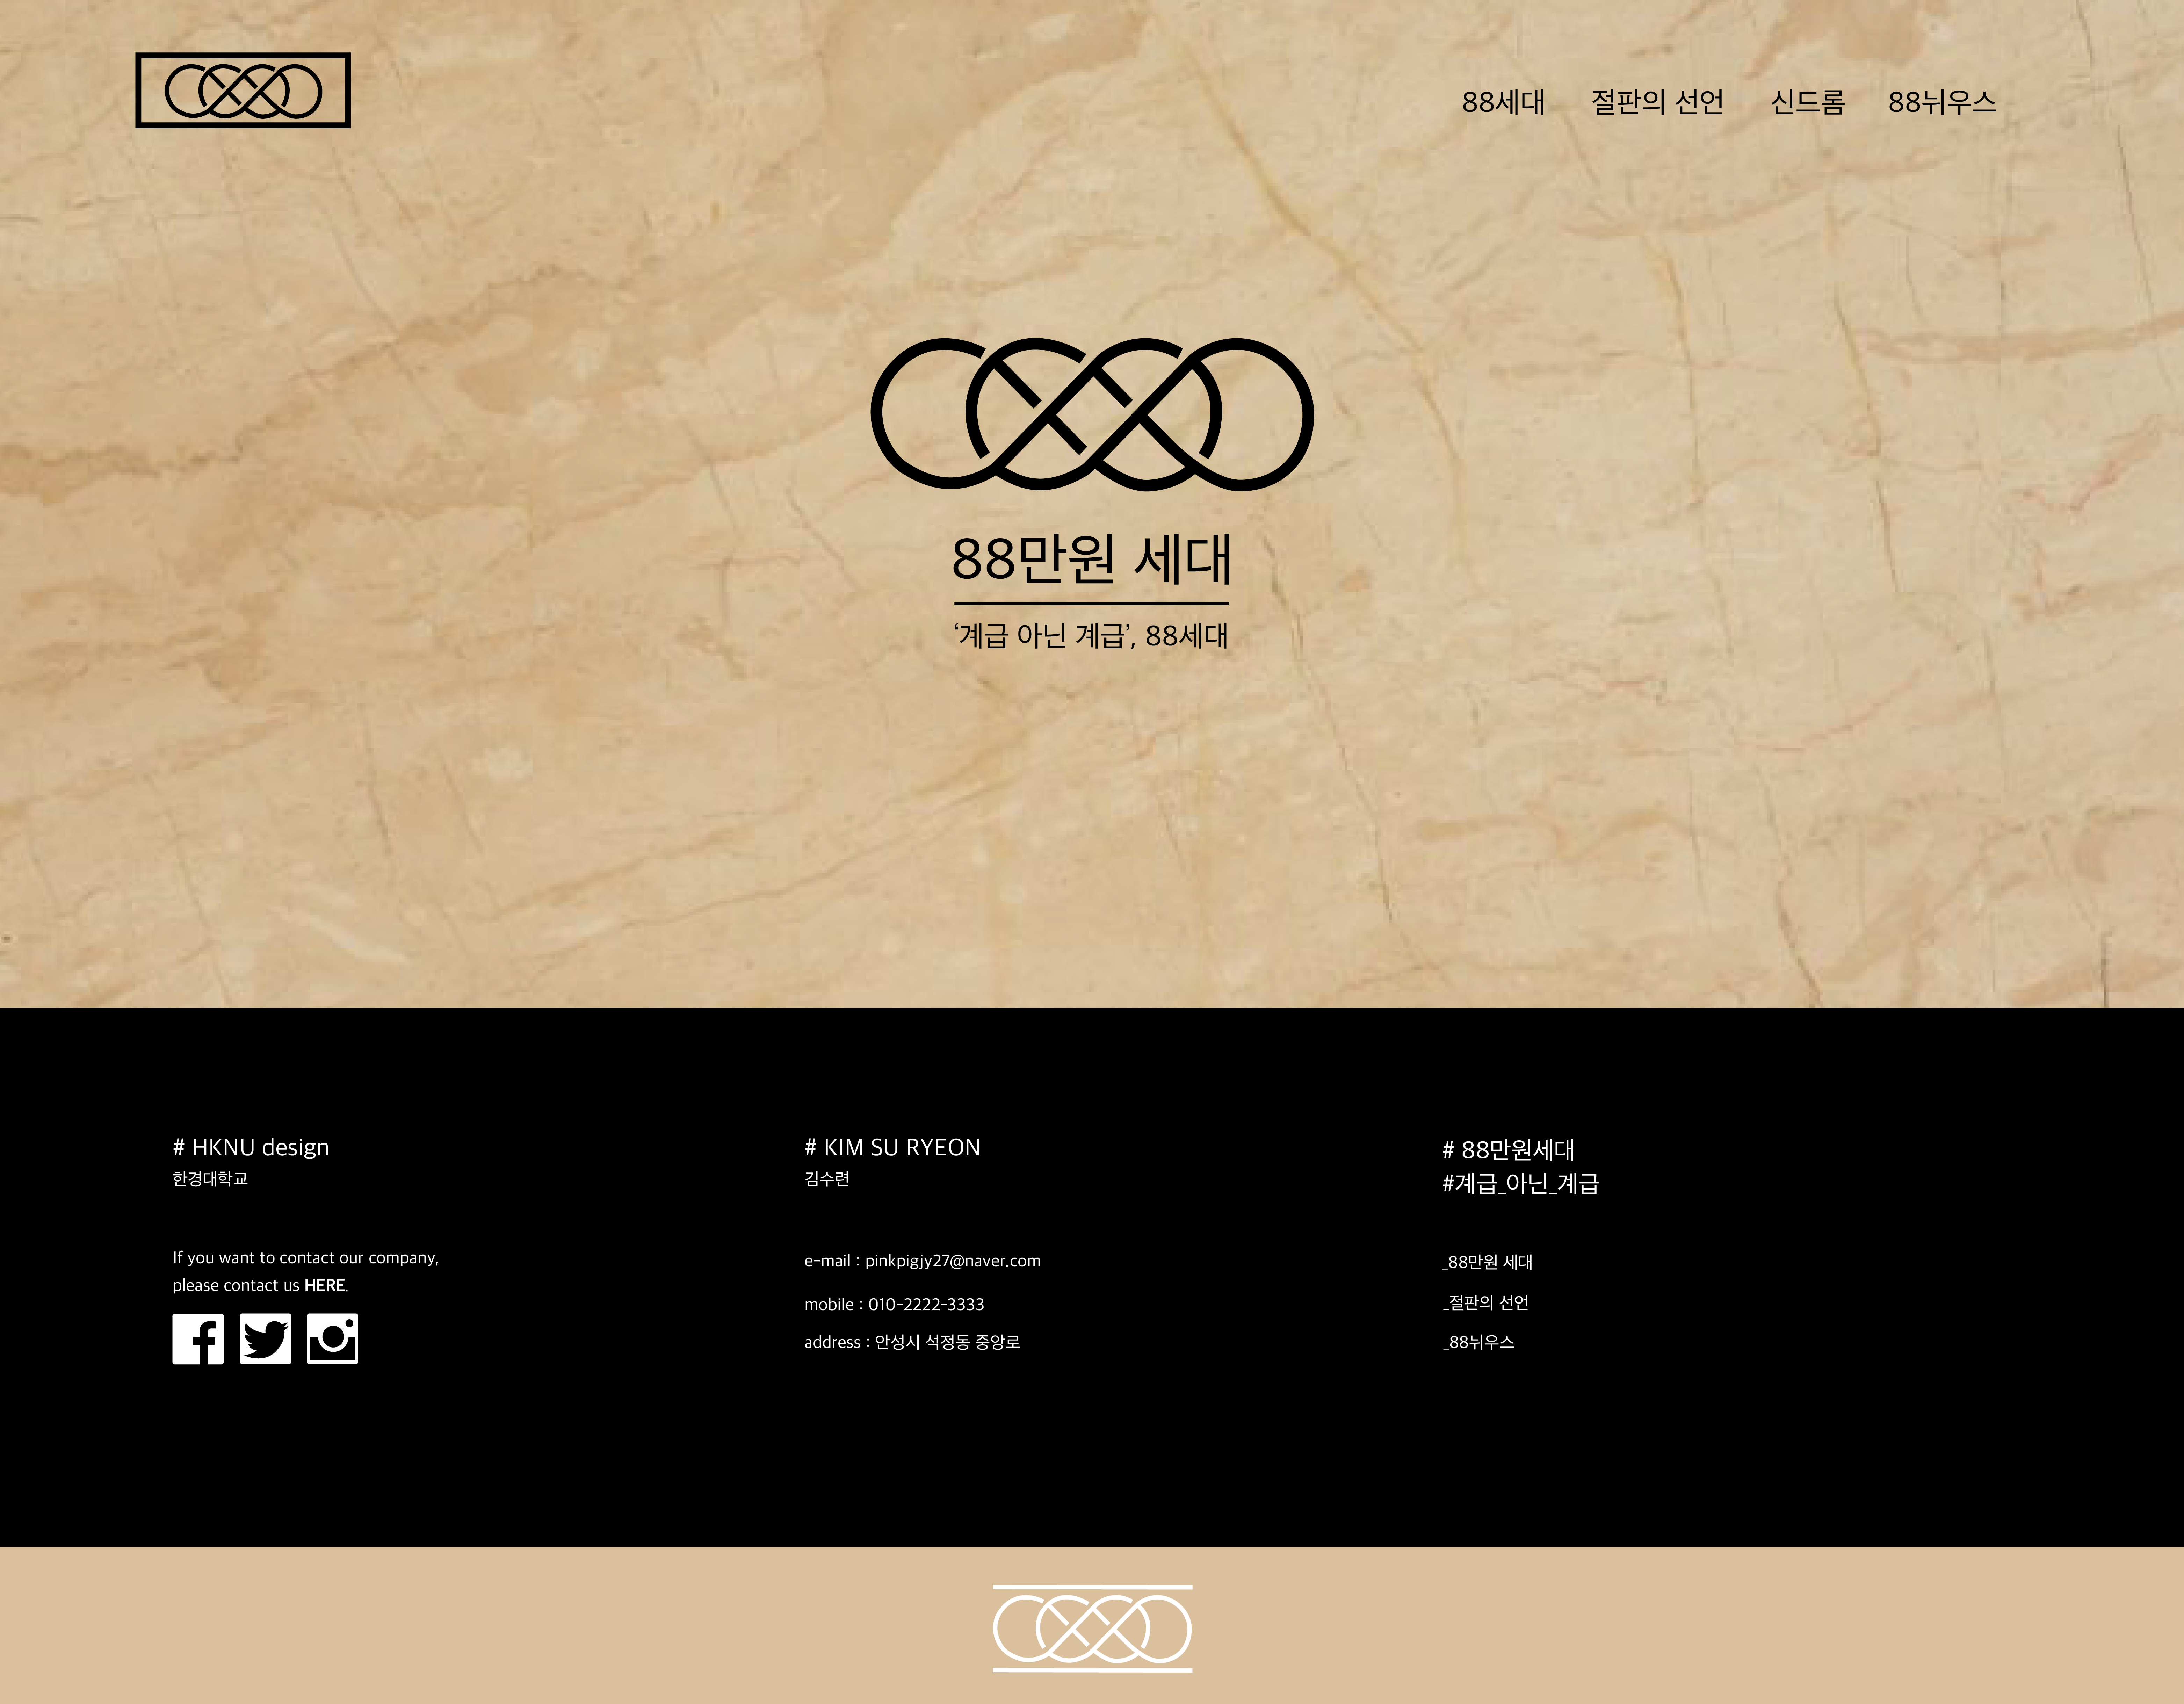 88세대 절판의 선언 신드롬 88뉘우스
88만원 세대
‘계급 아닌 계급’, 88세대
# HKNU design
한경대학교
If you want to contact our company,
please contact us HERE.
# KIM SU RYEON
김수련
e-mail : pinkpigjy27@naver.com
mobile : 010-2222-3333
address : 안성시 석정동 중앙로
# 88만원세대
#계급_아닌_계급
_88만원 세대
_절판의 선언
_88뉘우스